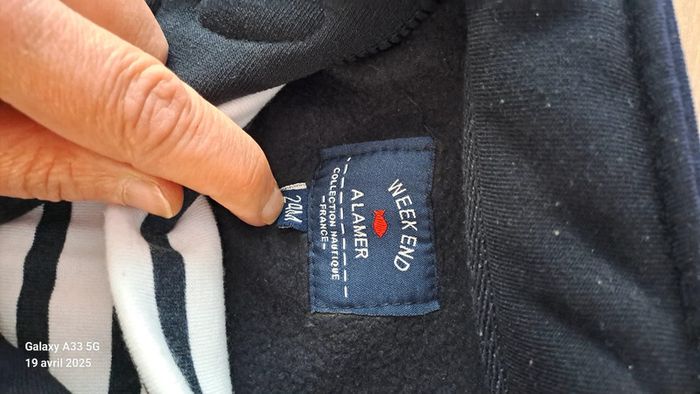 WEEK END
A LA MER
COLLECTION NAUTIQUE
-FRANCE-
24M
Galaxy A33 5G
19 avril 2025